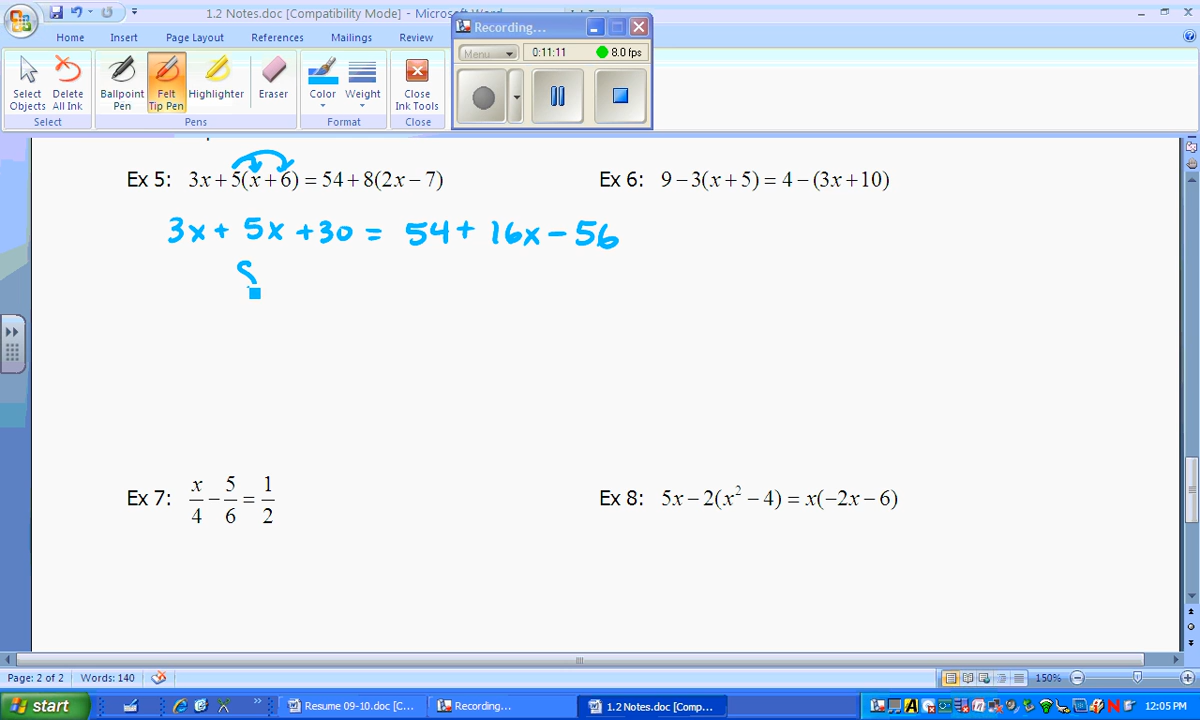 1.2 Notes.doc [Compatibility Mode] - Microsoft Word
Recording...
Home Insert Page Layout References Mailings Review
Menu 0:11:11 8.0 fps
Select Objects Delete All Ink Ballpoint Pen Felt Tip Pen Highlighter Eraser Color Weight Close Ink Tools
Select Pens Format Close
Ex 5: 3x + 5(x + 6) = 54 + 8(2x − 7) Ex 6: 9 − 3(x + 5) = 4 − (3x + 10)
3x + 5x + 30 = 54 + 16x − 56
Ex 7: x/4 − 5/6 = 1/2 Ex 8: 5x − 2(x² − 4) = x(−2x − 6)
Page: 2 of 2 Words: 140 150%
start Resume 09-10.doc [C... Recording... 1.2 Notes.doc [Comp... 12:05 PM